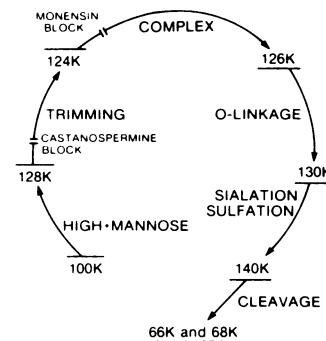 MONENSIN
BLOCK
COMPLEX
124K
126K
TRIMMING
O-LINKAGE
CASTANOSPERMINE
BLOCK
128K
130K
SIALATION
SULFATION
HIGH•MANNOSE
100K
140K
CLEAVAGE
66K and 68K